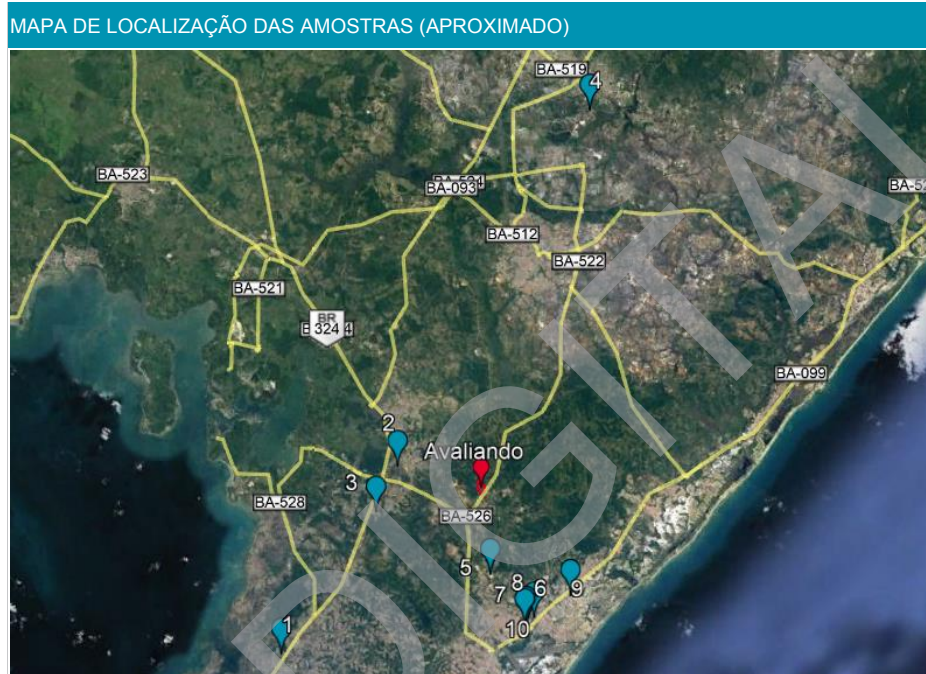 MAPA DE LOCALIZAÇÃO DAS AMOSTRAS (APROXIMADO)
BA-519
4
BA-523
BA-093
BA-512
BA-522
BA-521
BR
324
BA-099
2
Avaliando
3
BA-528
BA-526
5
8
7
6
9
10
1
DIGITAL